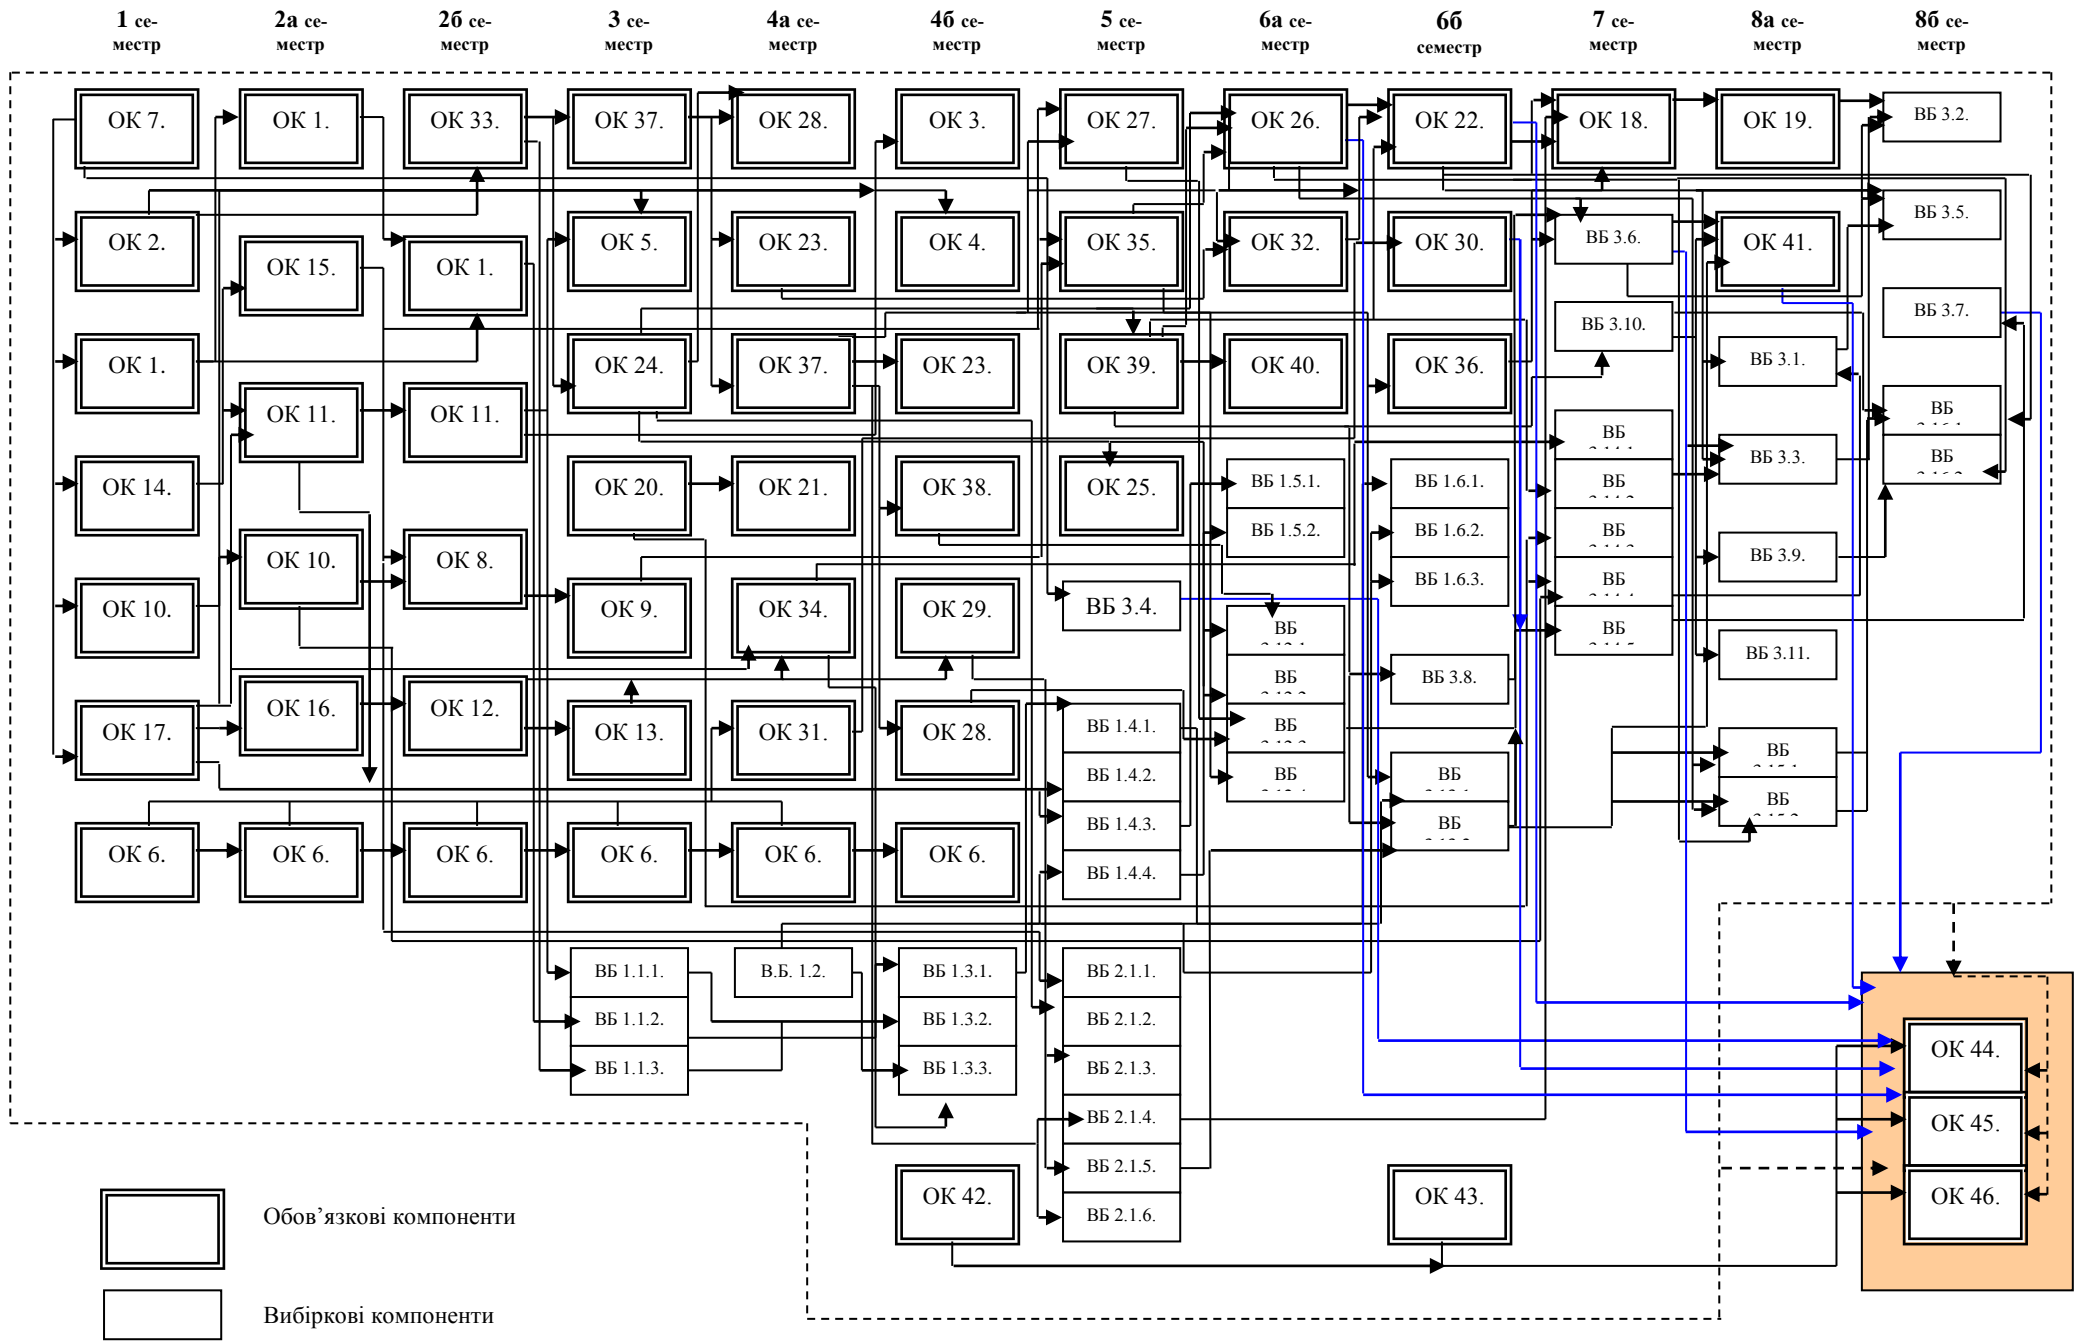 1 се-
местр
2а се-
местр
2б се-
местр
3 се-
местр
4а се-
местр
4б се-
местр
5 се-
местр
6а се-
местр
6б
семестр
7 се-
местр
8а се-
местр
8б се-
местр
ОК 7.
ОК 2.
ОК 1.
ОК 14.
ОК 10.
ОК 17.
ОК 6.
ОК 1.
ОК 15.
ОК 11.
ОК 10.
ОК 16.
ОК 6.
ОК 33.
ОК 1.
ОК 11.
ОК 8.
ОК 12.
ОК 6.
ОК 37.
ОК 5.
ОК 24.
ОК 20.
ОК 9.
ОК 13.
ОК 6.
ВБ 1.1.1.
ВБ 1.1.2.
ВБ 1.1.3.
ОК 28.
ОК 23.
ОК 37.
ОК 21.
ОК 34.
ОК 31.
ОК 6.
В.Б. 1.2.
ОК 3.
ОК 4.
ОК 23.
ОК 38.
ОК 29.
ОК 28.
ОК 6.
ВБ 1.3.1.
ВБ 1.3.2.
ВБ 1.3.3.
ОК 42.
ОК 27.
ОК 35.
ОК 39.
ОК 25.
ВБ 3.4.
ВБ 1.4.1.
ВБ 1.4.2.
ВБ 1.4.3.
ВБ 1.4.4.
ВБ 2.1.1.
ВБ 2.1.2.
ВБ 2.1.3.
ВБ 2.1.4.
ВБ 2.1.5.
ВБ 2.1.6.
ОК 26.
ОК 32.
ОК 40.
ВБ 1.5.1.
ВБ 1.5.2.
ВБ
ВБ
ВБ
ВБ
ОК 22.
ОК 30.
ОК 36.
ВБ 1.6.1.
ВБ 1.6.2.
ВБ 1.6.3.
ВБ 3.8.
ВБ
ВБ
ОК 43.
ОК 18.
ВБ 3.6.
ВБ 3.10.
ВБ
ВБ
ВБ
ВБ
ВБ
ОК 19.
ОК 41.
ВБ 3.1.
ВБ 3.3.
ВБ 3.9.
ВБ 3.11.
ВБ
ВБ
ВБ 3.2.
ВБ 3.5.
ВБ 3.7.
ВБ
ВБ
ОК 44.
ОК 45.
ОК 46.
Обов’язкові компоненти
Вибіркові компоненти